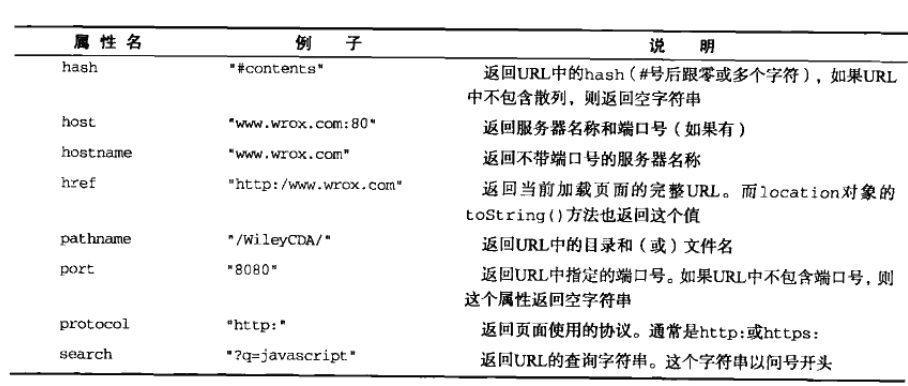 属性名 例子 说明
hash "#contents" 返回URL中的hash（#号后跟零或多个字符），如果URL
中不包含散列，则返回空字符串
host "www.wrox.com:80" 返回服务器名称和端口号（如果有）
hostname "www.wrox.com" 返回不带端口号的服务器名称
href "http:/www.wrox.com" 返回当前加载页面的完整URL。而location对象的
toString()方法也返回这个值
pathname "/WileyCDA/" 返回URL中的目录和（或）文件名
port "8080" 返回URL中指定的端口号。如果URL中不包含端口号，则
这个属性返回空字符串
protocol "http:" 返回页面使用的协议。通常是http:或https:
search "?q=javascript" 返回URL的查询字符串。这个字符串以问号开头